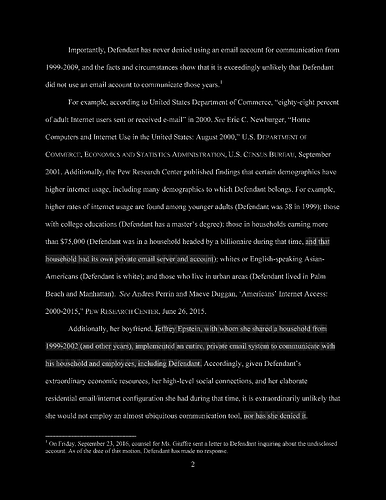 Importantly, Defendant has never denied using an email account for communication from
1999-2009, and the facts and circumstances show that it is exceedingly unlikely that Defendant
did not use an email account to communicate those years.1
For example, according to United States Department of Commerce, “eighty-eight percent
of adult Internet users sent or received e-mail” in 2000. See Eric C. Newburger, “Home
Computers and Internet Use in the United States: August 2000,” U.S. DEPARTMENT OF
COMMERCE, ECONOMICS AND STATISTICS ADMINISTRATION, U.S. CENSUS BUREAU, September
2001. Additionally, the Pew Research Center published findings that certain demographics have
higher internet usage, including many demographics to which Defendant belongs. For example,
higher rates of internet usage are found among younger adults (Defendant was 38 in 1999); those
with college educations (Defendant has a master’s degree); those in households earning more
than $75,000 (Defendant was in a household headed by a billionaire during that time, and that
household had its own private email server and account); whites or English-speaking Asian-
Americans (Defendant is white); and those who live in urban areas (Defendant lived in Palm
Beach and Manhattan). See Andres Perrin and Maeve Duggan, ‘Americans’ Internet Access:
2000-2015,” PEW RESEARCH CENTER, June 26, 2015.
Additionally, her boyfriend, Jeffrey Epstein, with whom she shared a household from
1999-2002 (and other years), implemented an entire, private email system to communicate with
his household and employees, including Defendant. Accordingly, given Defendant’s
extraordinary economic resources, her high-level social connections, and her elaborate
residential email/internet configuration she had during that time, it is extraordinarily unlikely that
she would not employ an almost ubiquitous communication tool, nor has she denied it.
1 On Friday, September 23, 2016, counsel for Ms. Giuffre sent a letter to Defendant inquiring about the undisclosed
account. As of the date of this motion, Defendant has made no response.
2